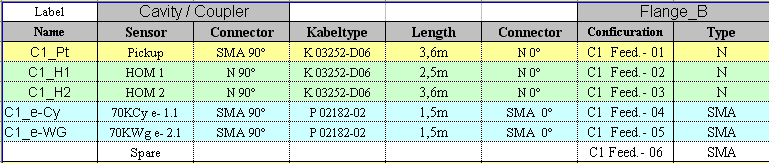 Label Cavity / Coupler Flange_B
Name Sensor Connector Kabeltype Length Connector Conficuration Type
C1_Pt Pickup SMA 90° K 03252-D06 3,6m N 0° C1 Feed.- 01 N
C1_H1 HOM 1 N 90° K 03252-D06 2,5m N 0° C1 Feed.- 02 N
C1_H2 HOM 2 N 90° K 03252-D06 3,6m N 0° C1 Feed.- 03 N
C1_e-Cy 70KCy e- 1.1 SMA 90° P 02182-02 1,5m SMA 0° C1 Feed.- 04 SMA
C1_e-WG 70KWg e- 2.1 SMA 90° P 02182-02 1,5m SMA 0° C1 Feed.- 05 SMA
Spare C1 Feed.- 06 SMA